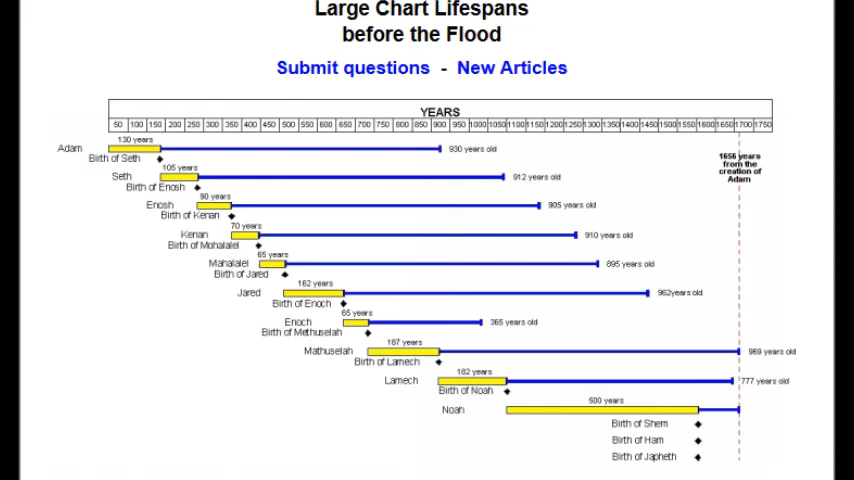 Large Chart Lifespans
before the Flood
Submit questions - New Articles
YEARS
50 100 150 200 250 300 350 400 450 500 550 600 650 700 750 800 850 900 950 1000 1050 1100 1150 1200 1250 1300 1350 1400 1450 1500 1550 1600 1650 1700 1750
130 years
Adam 930 years old
Birth of Seth
1656 years
from the
creation of
Adam
105 years
Seth 912 years old
Birth of Enosh
90 years
Enosh 905 years old
Birth of Kenan
70 years
Kenan 910 years old
Birth of Mohalalel
65 years
Mahalalel 895 years old
Birth of Jared
162 years
Jared 962years old
Birth of Enoch
65 years
Enoch 365 years old
Birth of Methuselah
187 years
Mathuselah 969 years old
Birth of Lamech
182 years
Lamech 777 years old
Birth of Noah
500 years
Noah
Birth of Shem
Birth of Ham
Birth of Japheth